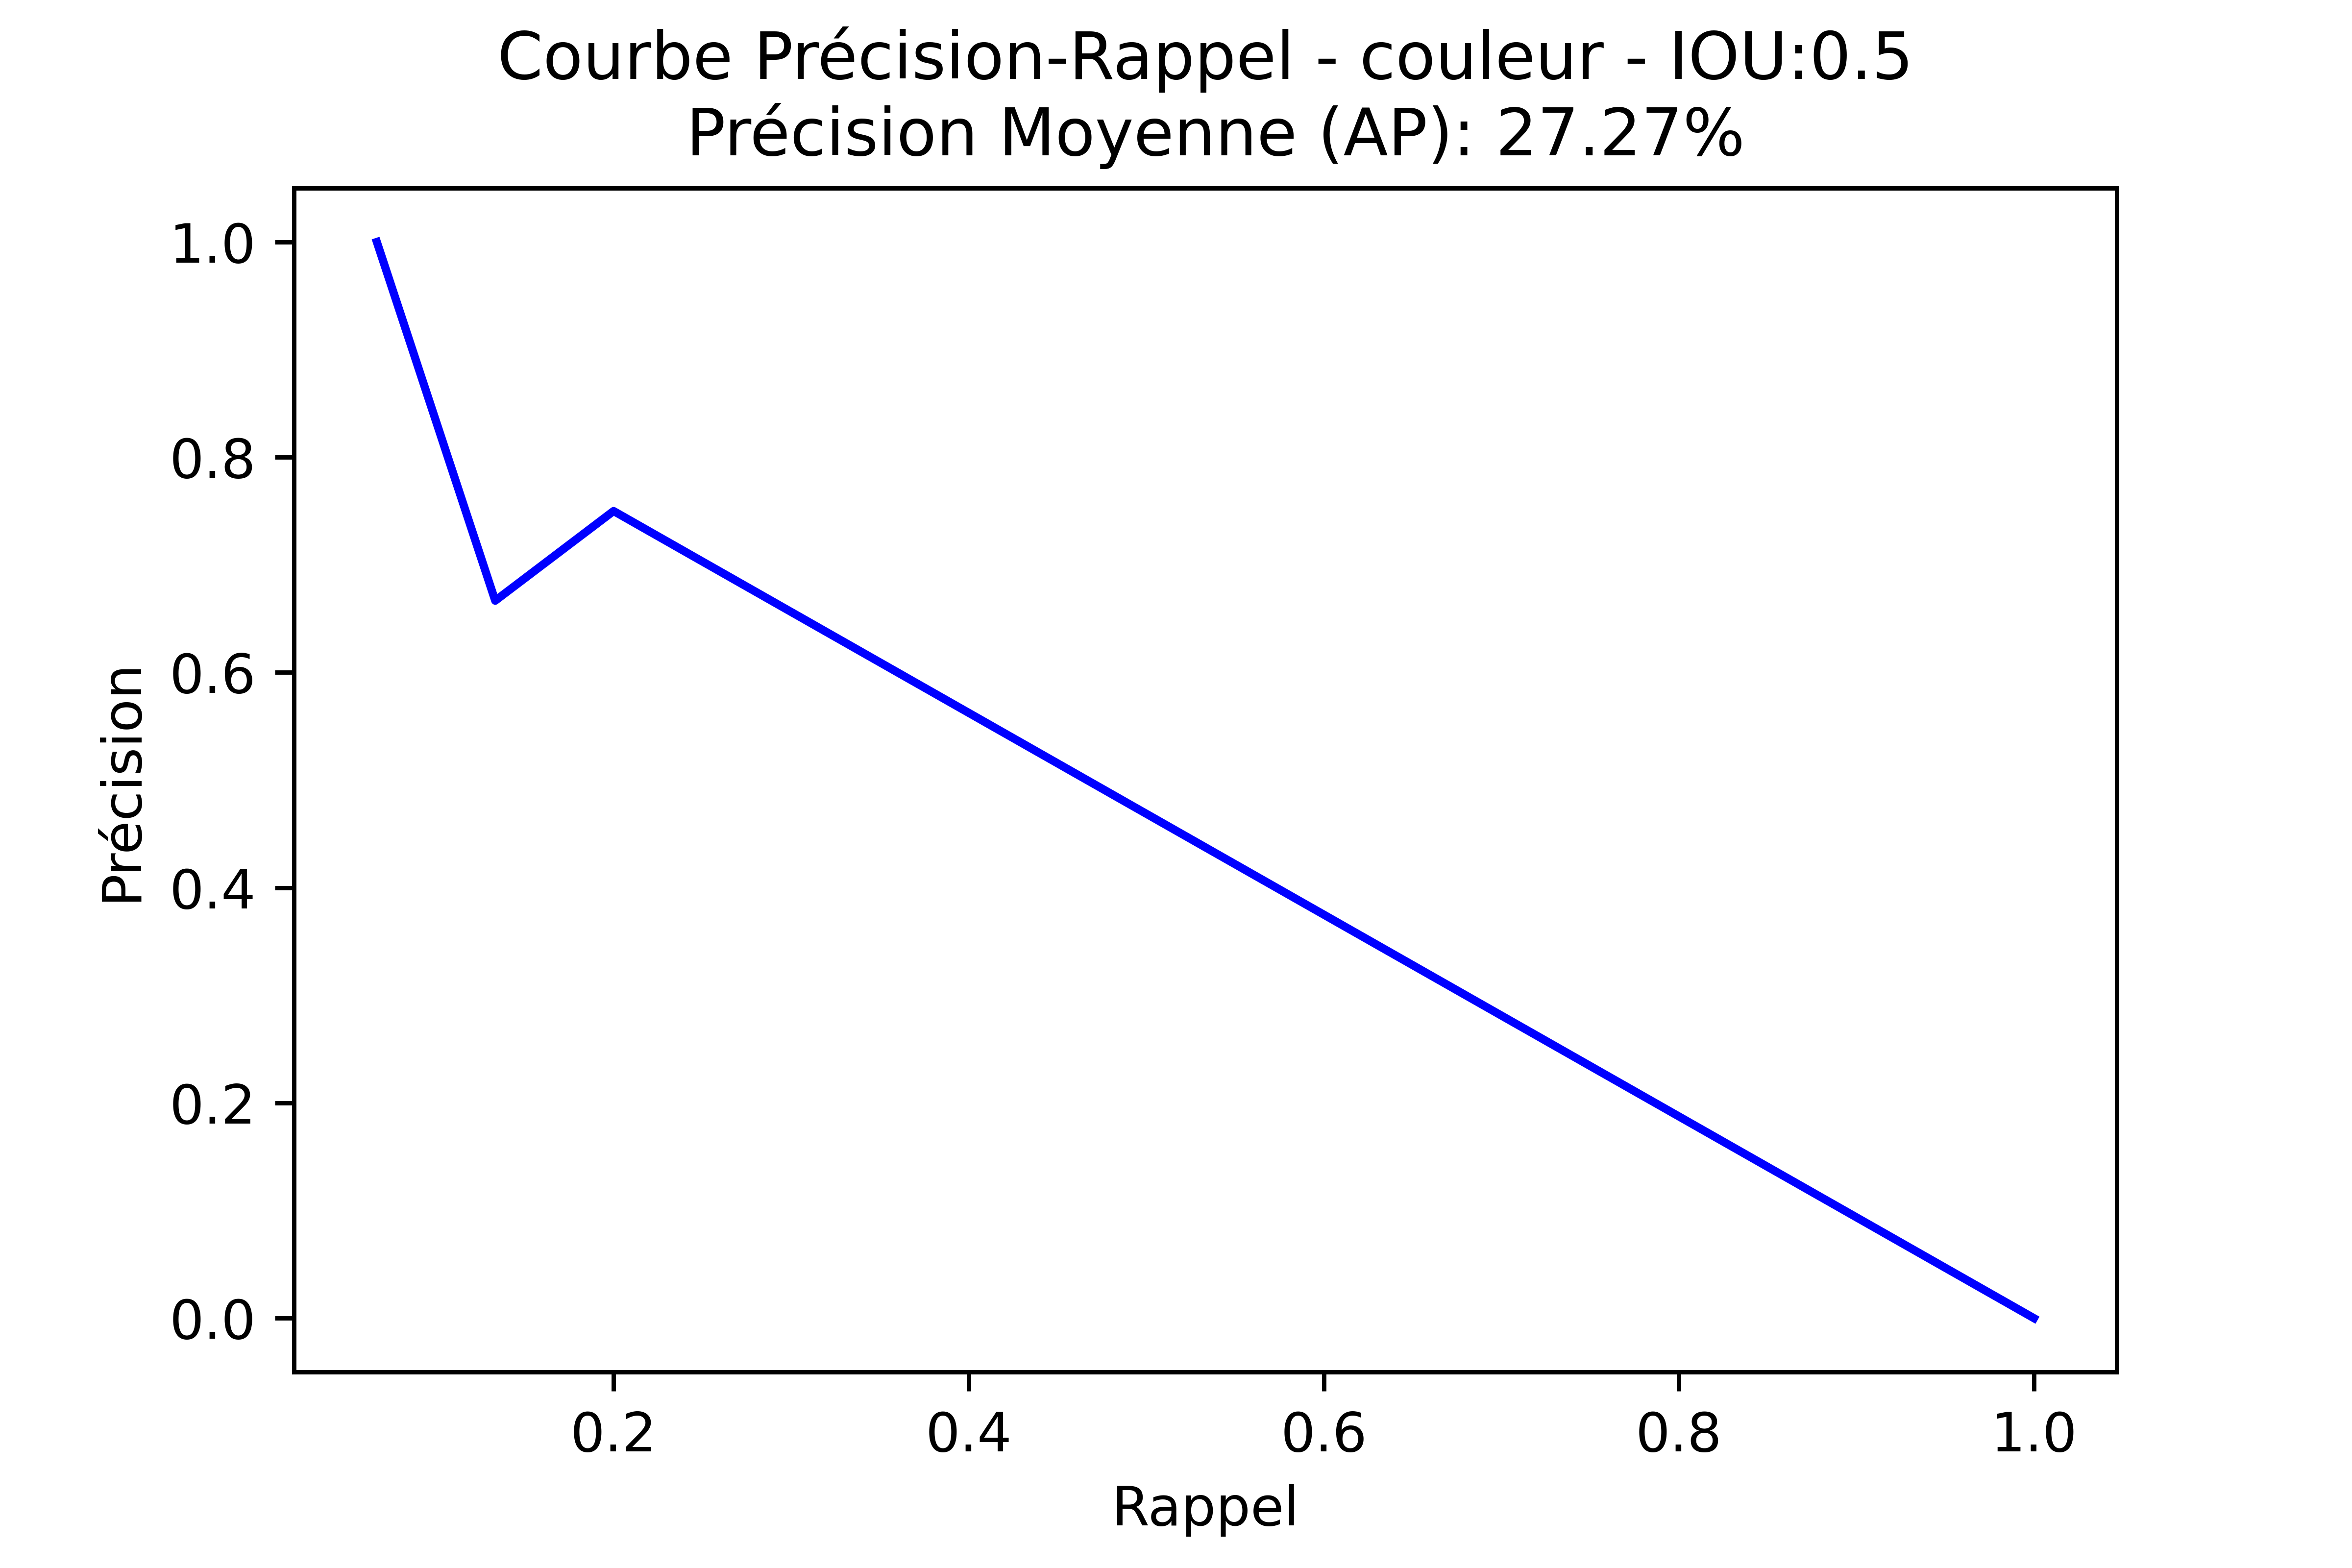 Courbe Précision-Rappel - couleur - IOU:0.5
Précision Moyenne (AP): 27.27%
1.0
0.8
0.6
0.4
0.2
0.0
Précision
0.2 0.4 0.6 0.8 1.0
Rappel